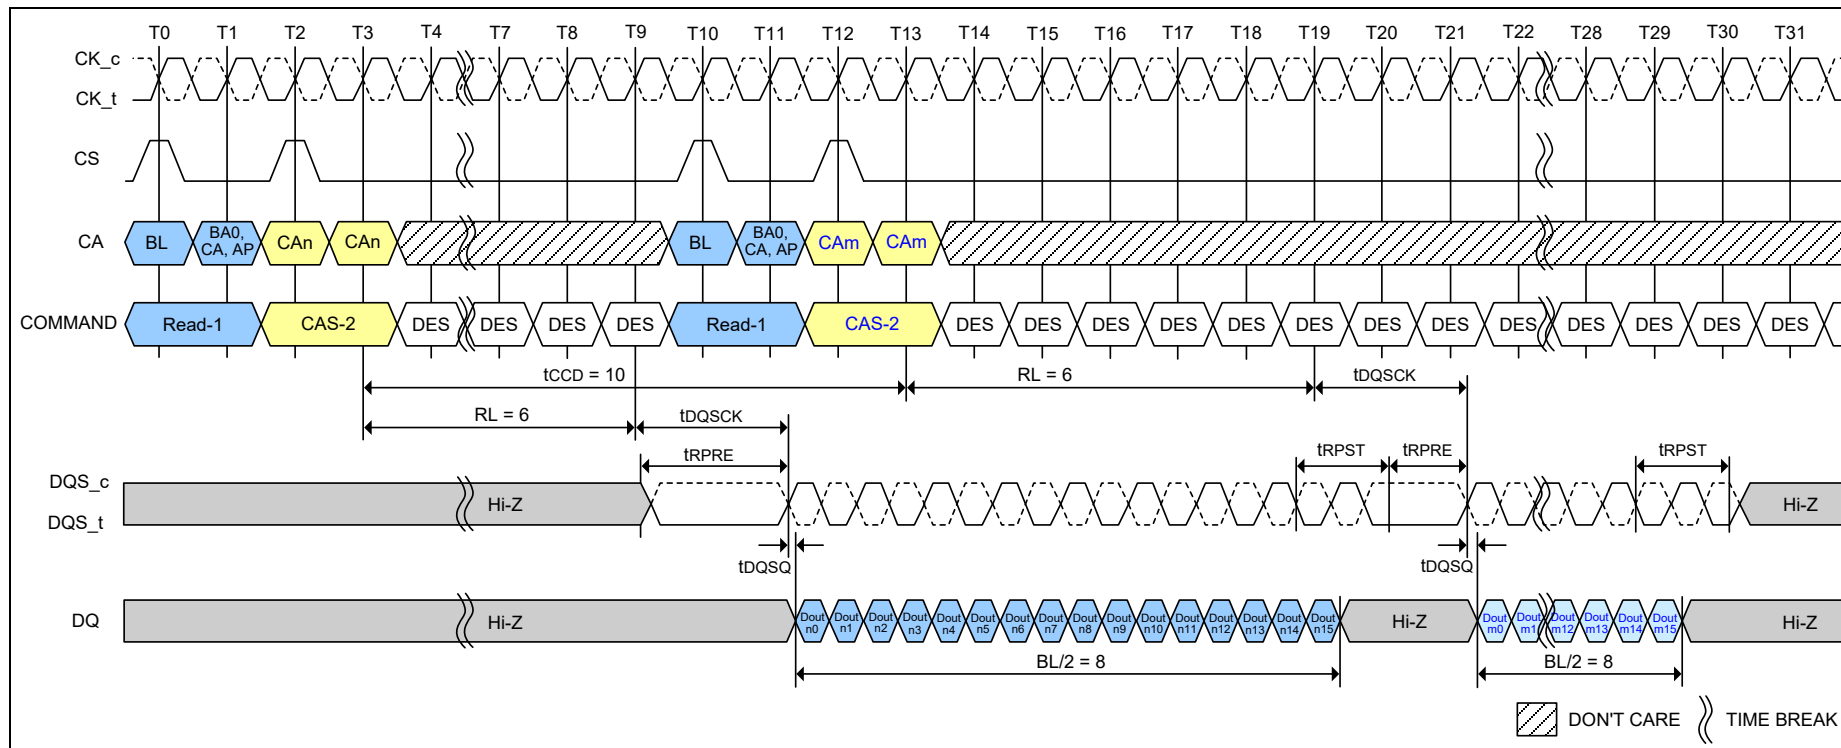 T0 T1 T2 T3 T4 T7 T8 T9 T10 T11 T12 T13 T14 T15 T16 T17 T18 T19 T20 T21 T22 T28 T29 T30 T31
CK_c
CK_t
CS
CA BL BA0, CA, AP CAn CAn BL BA0, CA, AP CAm CAm
COMMAND Read-1 CAS-2 DES DES DES DES Read-1 CAS-2 DES DES DES DES DES DES DES DES DES DES DES DES DES
tCCD = 10 RL = 6 tDQSCK
RL = 6 tDQSCK
tRPRE tRPST tRPRE tRPST
DQS_c
Hi-Z Hi-Z
DQS_t
tDQSQ tDQSQ
DQ Hi-Z Dout n0 Dout n1 Dout n2 Dout n3 Dout n4 Dout n5 Dout n6 Dout n7 Dout n8 Dout n9 Dout n10 Dout n11 Dout n12 Dout n13 Dout n14 Dout n15 Hi-Z Dout m0 Dout m1 Dout m12 Dout m13 Dout m14 Dout m15 Hi-Z
BL/2 = 8 BL/2 = 8
DON'T CARE TIME BREAK